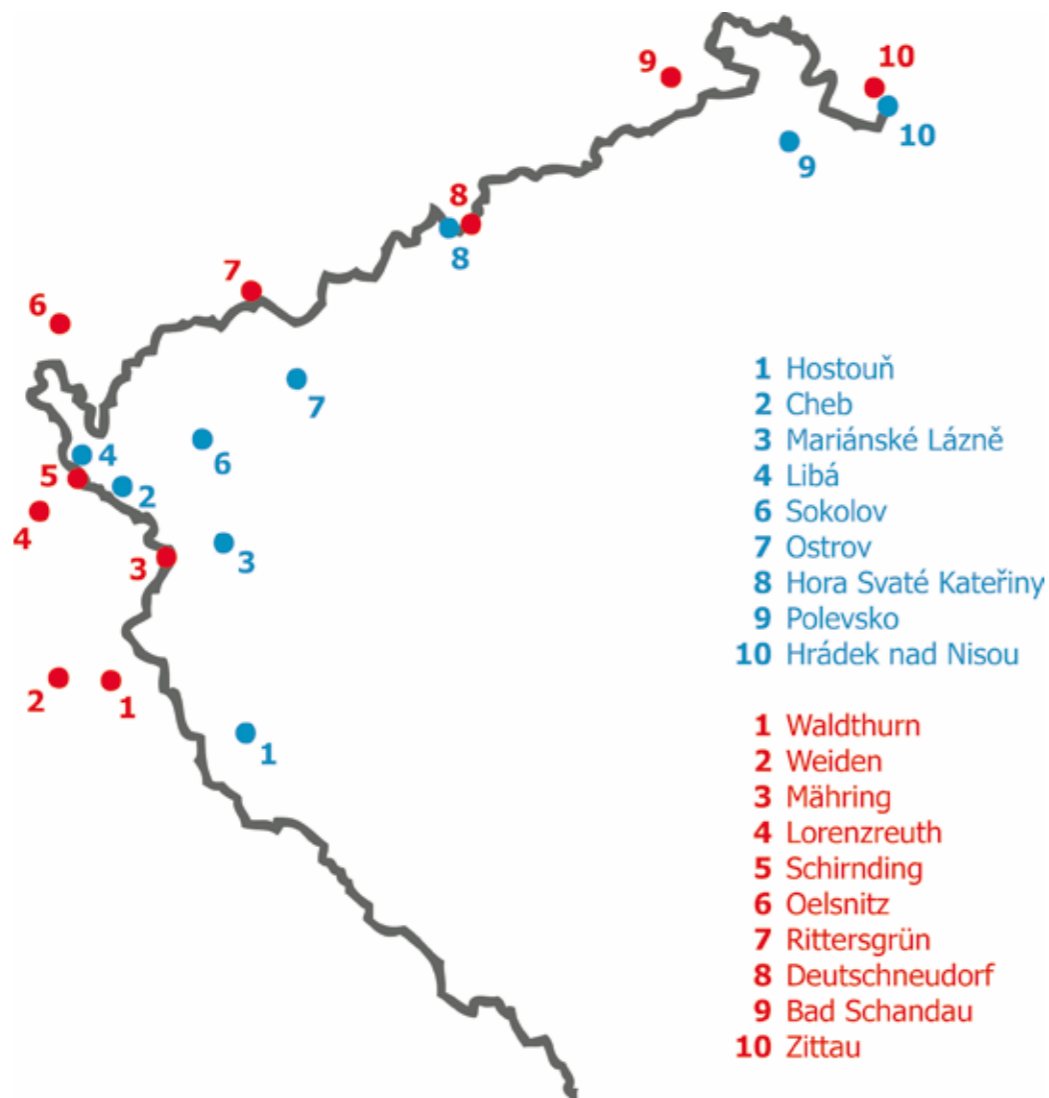 10
9
10
9
8
8
7
6
7
6
4
5
2
4
3
3
2
1
1
1 Hostouň
2 Cheb
3 Mariánské Lázně
4 Libá
6 Sokolov
7 Ostrov
8 Hora Svaté Kateřiny
9 Polevsko
10 Hrádek nad Nisou
1 Waldthurn
2 Weiden
3 Mähring
4 Lorenzreuth
5 Schirnding
6 Oelsnitz
7 Rittersgrün
8 Deutschneudorf
9 Bad Schandau
10 Zittau